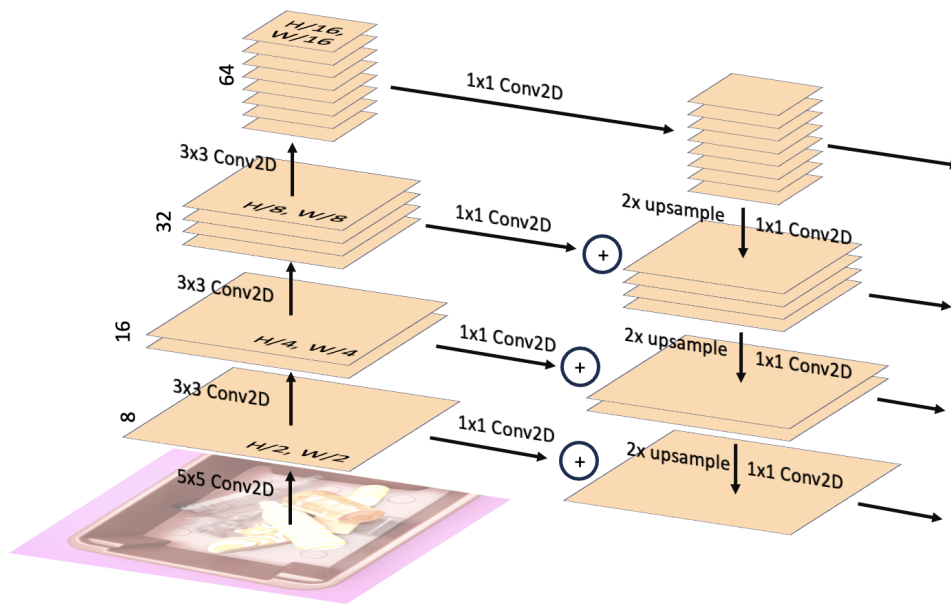 H/16,
W/16
64
1x1 Conv2D
3x3 Conv2D
H/8, W/8
32
1x1 Conv2D
+
2x upsample
1x1 Conv2D
3x3 Conv2D
16
H/4, W/4
1x1 Conv2D
+
2x upsample
1x1 Conv2D
3x3 Conv2D
8
H/2, W/2
1x1 Conv2D
+
2x upsample
1x1 Conv2D
5x5 Conv2D